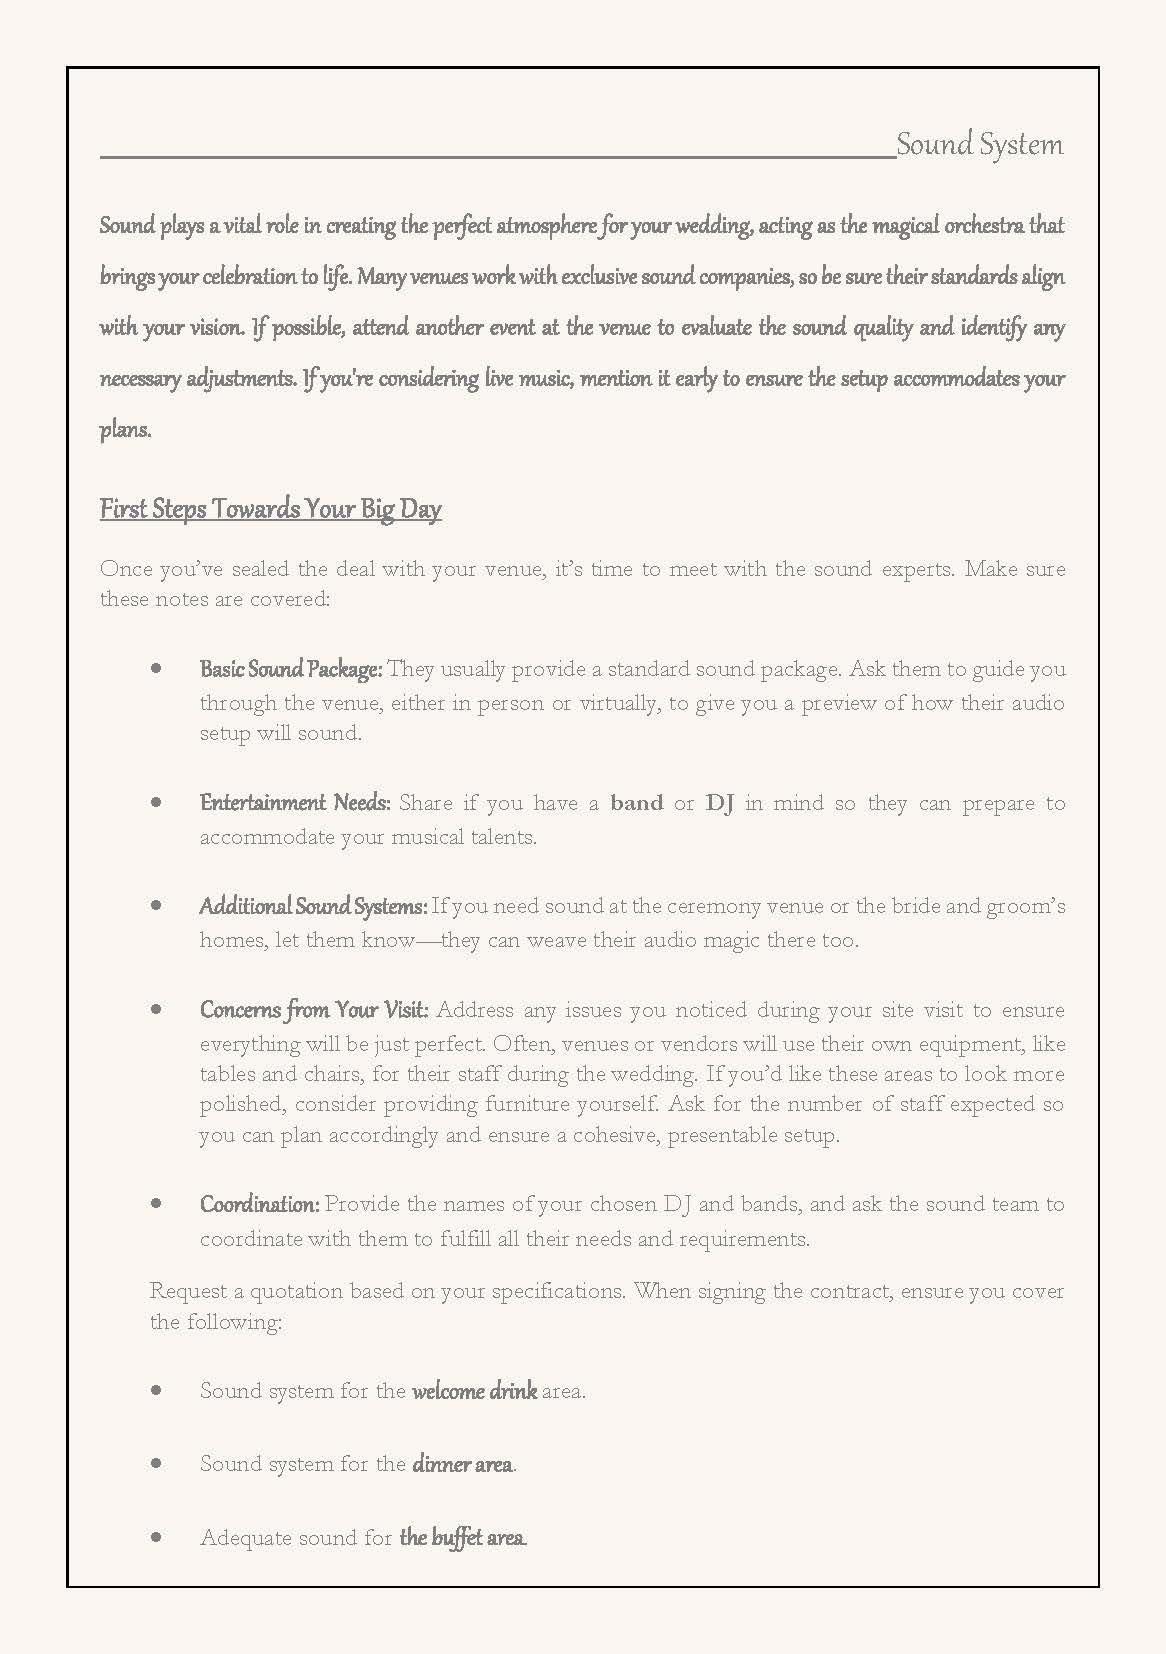 Sound System
Sound plays a vital role in creating the perfect atmosphere for your wedding, acting as the magical orchestra that
brings your celebration to life. Many venues work with exclusive sound companies, so be sure their standards align
with your vision. If possible, attend another event at the venue to evaluate the sound quality and identify any
necessary adjustments. If you're considering live music, mention it early to ensure the setup accommodates your
plans.
First Steps Towards Your Big Day
Once you’ve sealed the deal with your venue, it’s time to meet with the sound experts. Make sure
these notes are covered:
• Basic Sound Package: They usually provide a standard sound package. Ask them to guide you
through the venue, either in person or virtually, to give you a preview of how their audio
setup will sound.
• Entertainment Needs: Share if you have a band or DJ in mind so they can prepare to
accommodate your musical talents.
• Additional Sound Systems: If you need sound at the ceremony venue or the bride and groom’s
homes, let them know—they can weave their audio magic there too.
• Concerns from Your Visit: Address any issues you noticed during your site visit to ensure
everything will be just perfect. Often, venues or vendors will use their own equipment, like
tables and chairs, for their staff during the wedding. If you’d like these areas to look more
polished, consider providing furniture yourself. Ask for the number of staff expected so
you can plan accordingly and ensure a cohesive, presentable setup.
• Coordination: Provide the names of your chosen DJ and bands, and ask the sound team to
coordinate with them to fulfill all their needs and requirements.
Request a quotation based on your specifications. When signing the contract, ensure you cover
the following:
• Sound system for the welcome drink area.
• Sound system for the dinner area.
• Adequate sound for the buffet area.